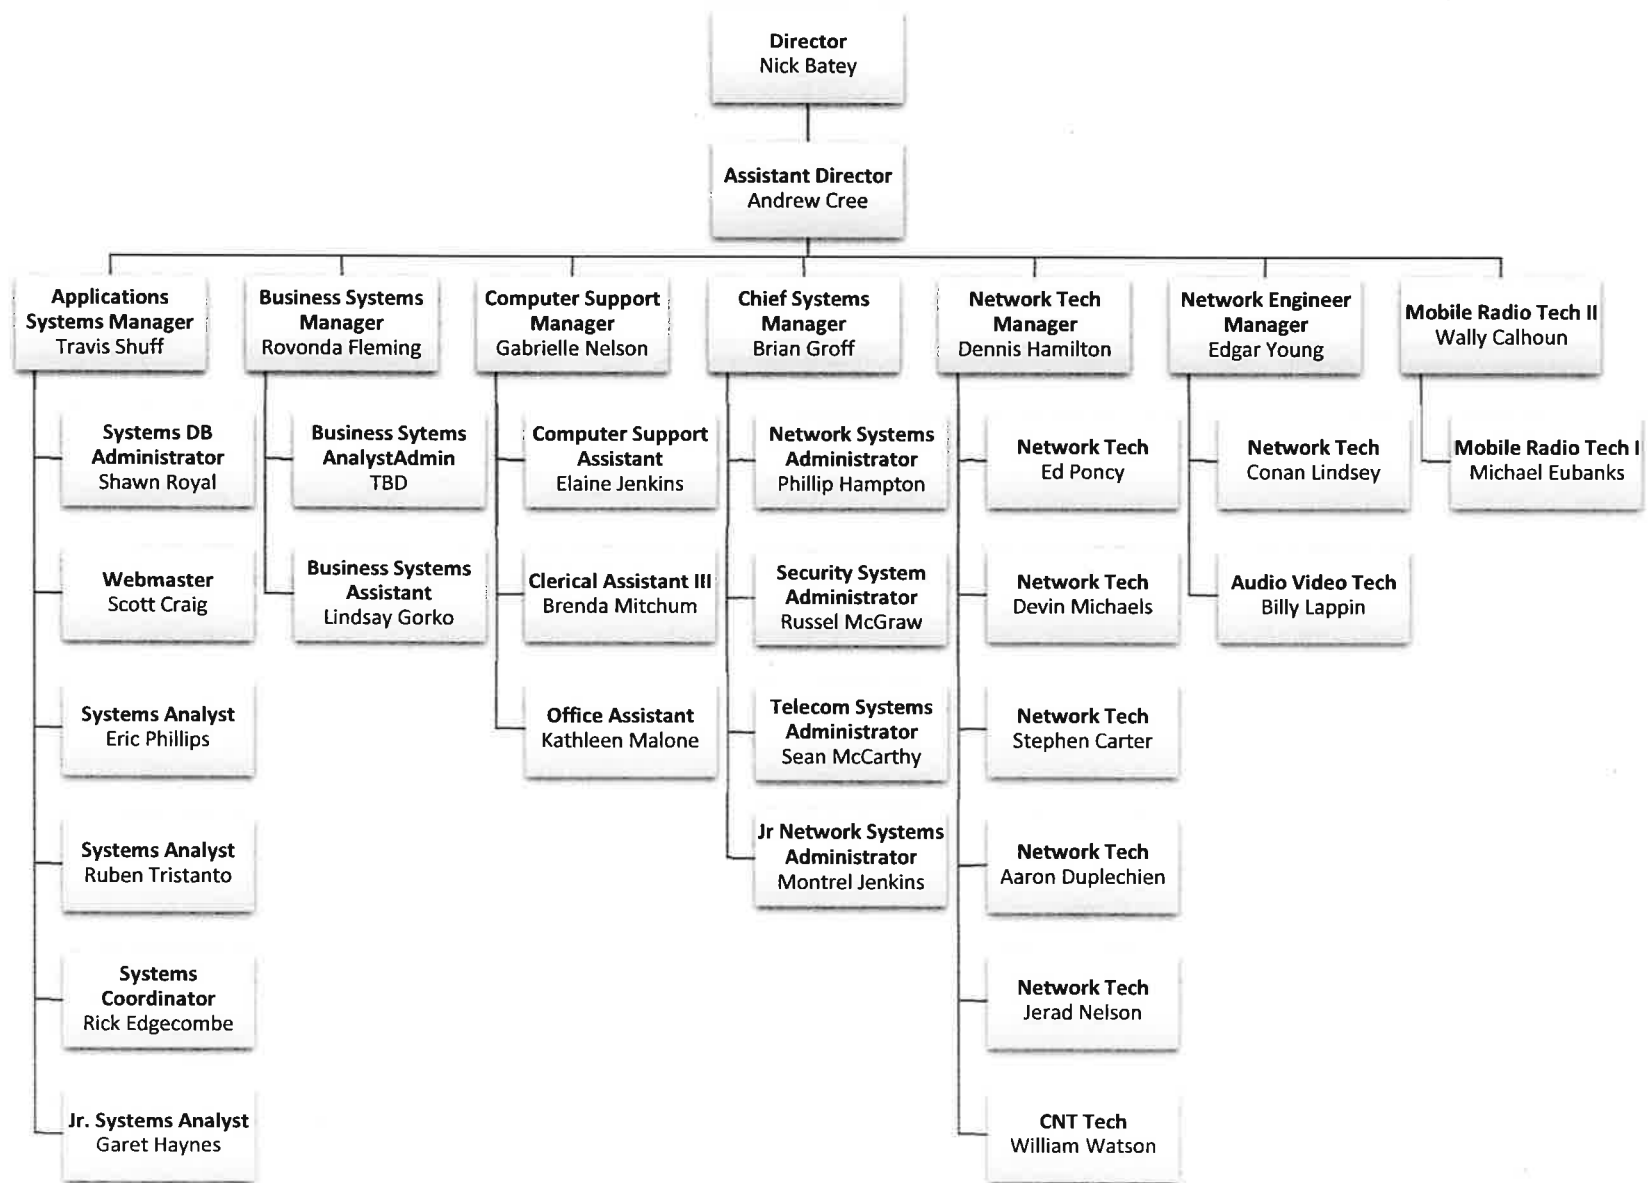 Director
Nick Batey
Assistant Director
Andrew Cree
Applications
Systems Manager
Travis Shuff
Business Systems
Manager
Rovonda Fleming
Computer Support
Manager
Gabrielle Nelson
Chief Systems
Manager
Brian Groff
Network Tech
Manager
Dennis Hamilton
Network Engineer
Manager
Edgar Young
Mobile Radio Tech II
Wally Calhoun
Systems DB
Administrator
Shawn Royal
Webmaster
Scott Craig
Systems Analyst
Eric Phillips
Systems Analyst
Ruben Tristanto
Systems
Coordinator
Rick Edgecombe
Jr. Systems Analyst
Garet Haynes
Business Sytems
AnalystAdmin
TBD
Business Systems
Assistant
Lindsay Gorko
Computer Support
Assistant
Elaine Jenkins
Clerical Assistant III
Brenda Mitchum
Office Assistant
Kathleen Malone
Network Systems
Administrator
Phillip Hampton
Security System
Administrator
Russel McGraw
Telecom Systems
Administrator
Sean McCarthy
Jr Network Systems
Administrator
Montrel Jenkins
Network Tech
Ed Poncy
Network Tech
Devin Michaels
Network Tech
Stephen Carter
Network Tech
Aaron Duplechien
Network Tech
Jerad Nelson
CNT Tech
William Watson
Network Tech
Conan Lindsey
Audio Video Tech
Billy Lappin
Mobile Radio Tech I
Michael Eubanks